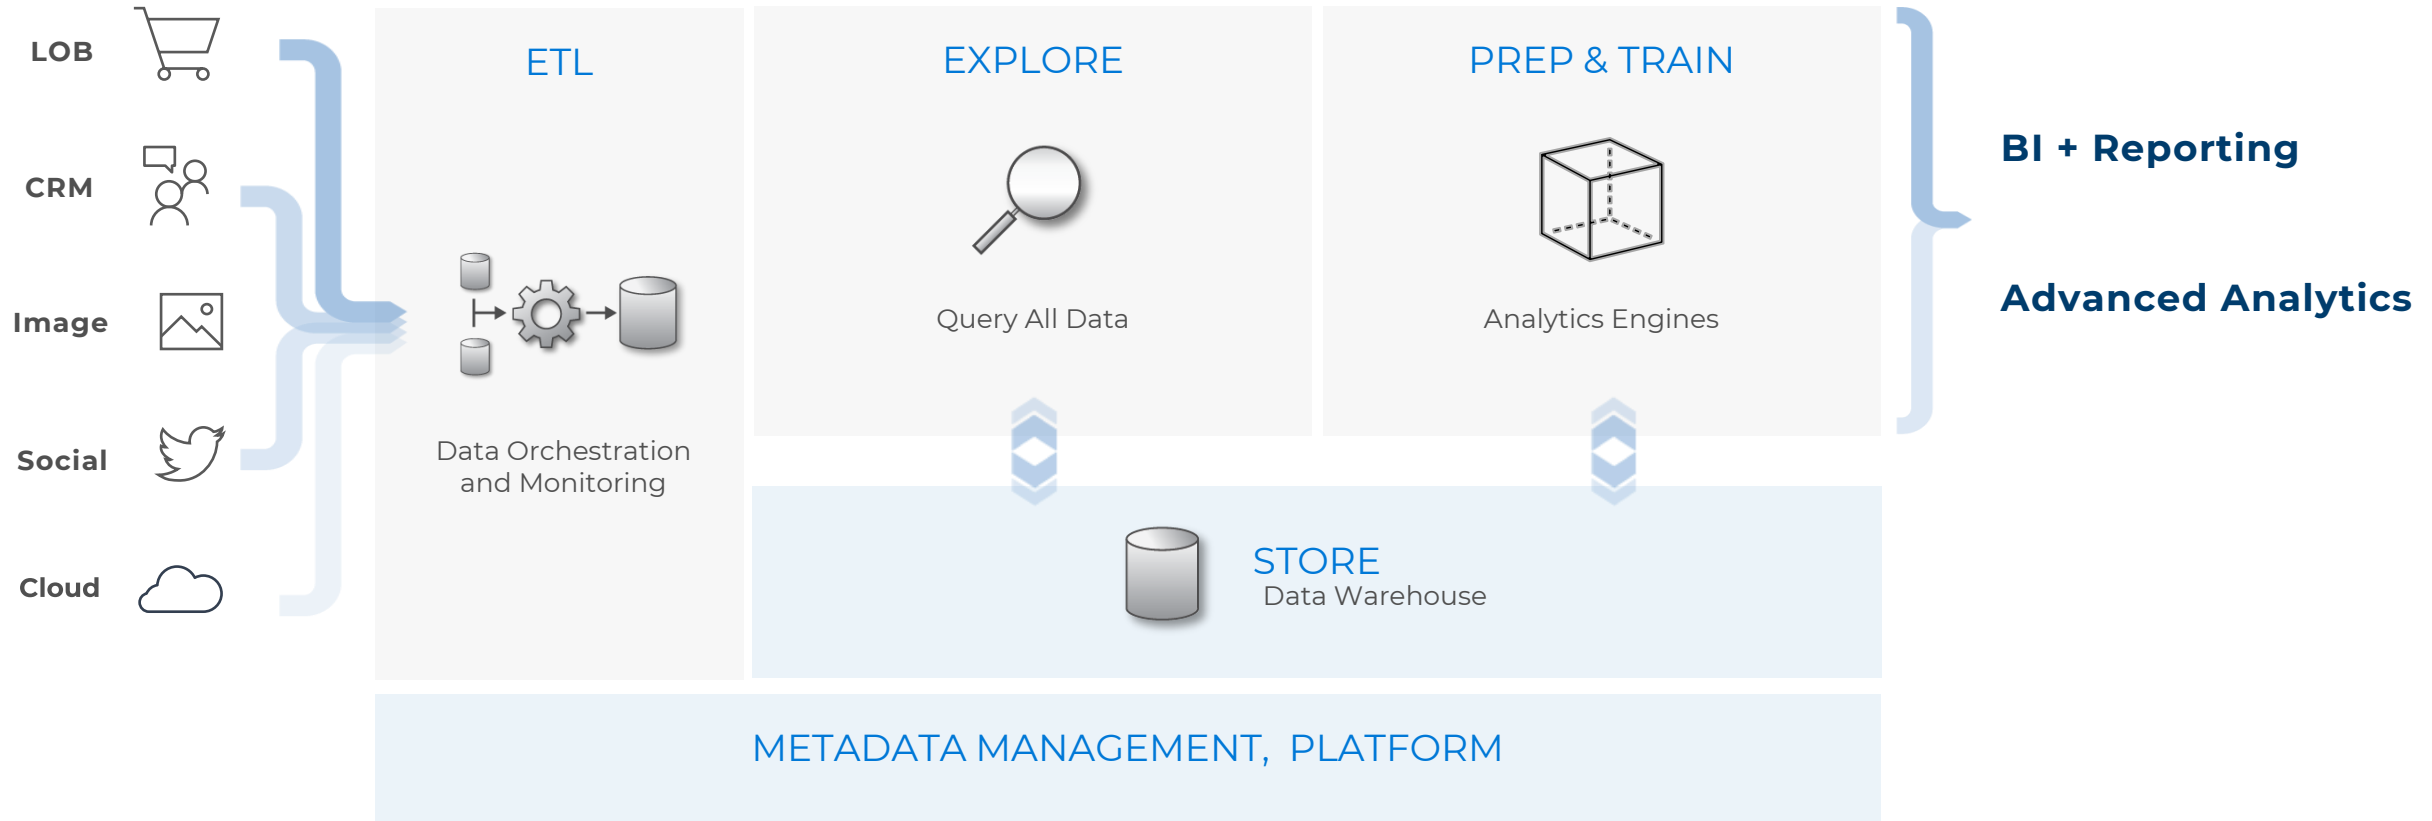 LOB
CRM
Image
Social
Cloud
ETL
Data Orchestration
and Monitoring
EXPLORE
Query All Data
PREP & TRAIN
Analytics Engines
STORE
Data Warehouse
METADATA MANAGEMENT, PLATFORM
BI + Reporting
Advanced Analytics